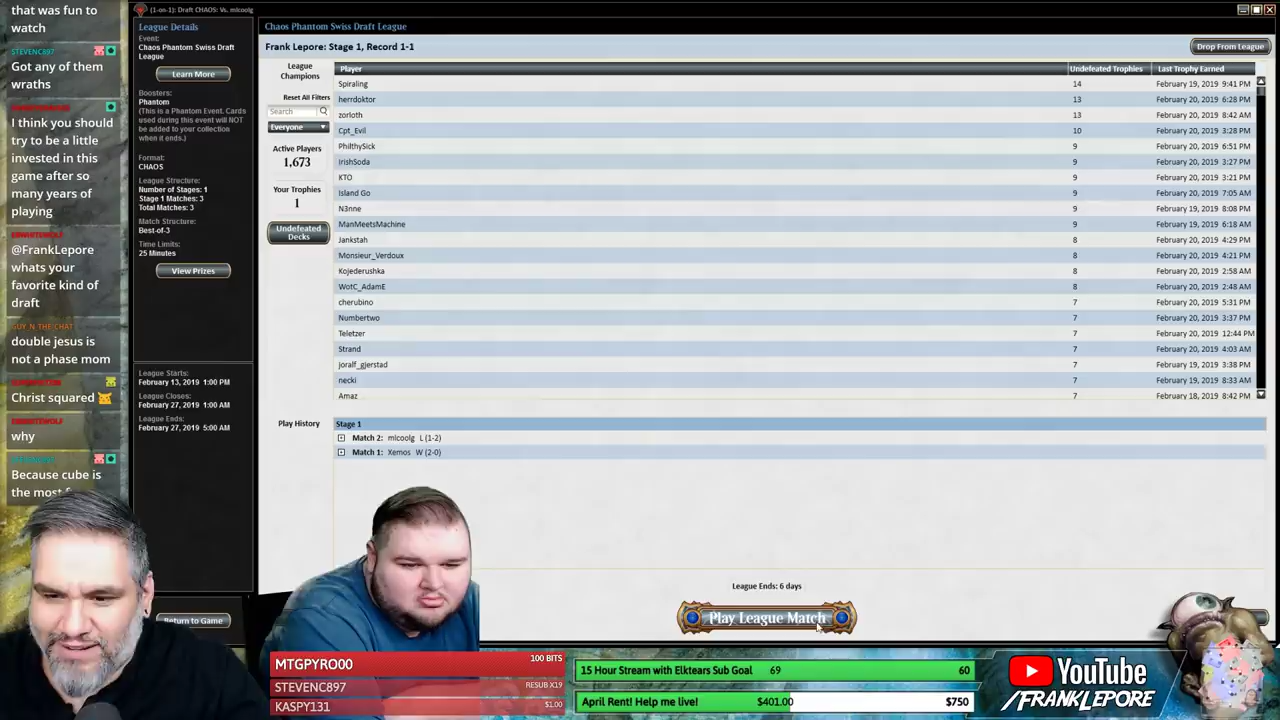 that was fun to
watch
STEVENC897
Got any of them
wraths
I think you should
try to be a little
invested in this
game after so
many years of
playing
@FrankLepore
whats your
favorite kind of
draft
GUY N THE CHAT
double jesus is
not a phase mom
Christ squared
why
Because cube is
the most
(1-on-1): Draft CHAOS: Vs. mlcoolg
League Details
Event:
Chaos Phantom Swiss Draft
League
Learn More
Boosters:
Phantom
(This is a Phantom Event. Cards
used during this event will NOT
be added to your collection
when it ends.)
Format:
CHAOS
League Structure:
Number of Stages: 1
Stage 1 Matches: 3
Total Matches: 3
Match Structure:
Best-of-3
Time Limits:
25 Minutes
View Prizes
League Starts:
February 13, 2019 1:00 PM
League Closes:
February 27, 2019 1:00 AM
League Ends:
February 27, 2019 5:00 AM
Return to Game
Chaos Phantom Swiss Draft League
Frank Lepore: Stage 1, Record 1-1
Drop From League
League
Champions
Reset All Filters
Search
Everyone
Active Players
1,673
Your Trophies
1
Undefeated
Decks
Player Undefeated Trophies Last Trophy Earned
Spiraling 14 February 19, 2019 9:41 PM
herrdoktor 13 February 20, 2019 6:28 PM
zorloth 13 February 20, 2019 8:42 AM
Cpt_Evil 10 February 20, 2019 3:28 PM
PhilthySick 9 February 20, 2019 6:51 PM
IrishSoda 9 February 20, 2019 3:27 PM
KTO 9 February 20, 2019 3:21 PM
Island Go 9 February 20, 2019 7:05 AM
N3nne 9 February 19, 2019 8:08 PM
ManMeetsMachine 9 February 19, 2019 6:18 AM
Jankstah 8 February 20, 2019 4:29 PM
Monsieur_Verdoux 8 February 20, 2019 4:21 PM
Kojederushka 8 February 20, 2019 2:58 AM
WotC_AdamE 8 February 20, 2019 2:48 AM
cherubino 7 February 20, 2019 5:31 PM
Numbertwo 7 February 20, 2019 3:37 PM
Teletzer 7 February 20, 2019 12:44 PM
Strand 7 February 20, 2019 4:03 AM
joralf_gjerstad 7 February 19, 2019 3:38 PM
necki 7 February 19, 2019 8:33 AM
Amaz 7 February 18, 2019 8:42 PM
Play History
Stage 1
Match 2: mlcoolg L (1-2)
Match 1: Xemos W (2-0)
League Ends: 6 days
Play League Match
MTGPYRO00 100 BITS
STEVENC897 RESUB X19
KASPY131 $1.00
15 Hour Stream with Elktears Sub Goal 69 60
April Rent! Help me live! $401.00 $750
YouTube
/FRANKLEPORE